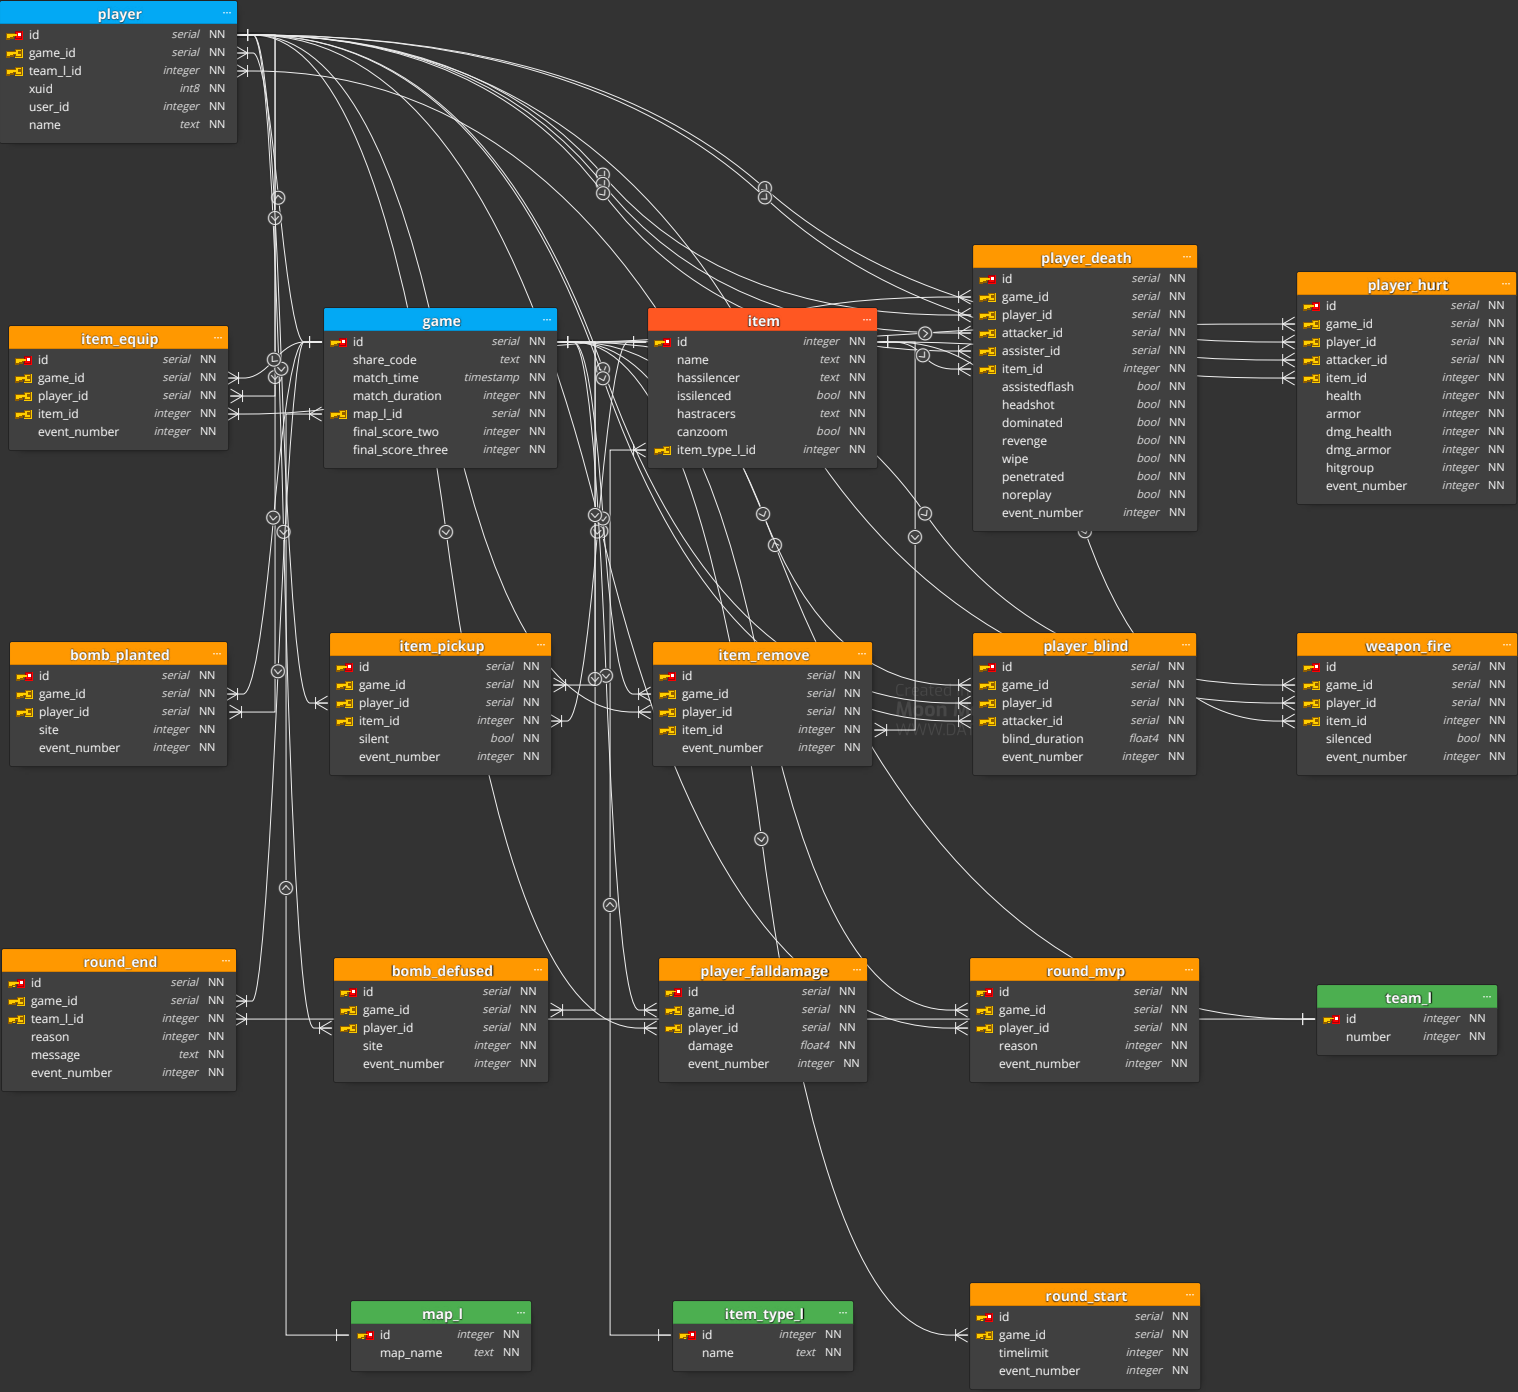 player ...
id serial NN
game_id serial NN
team_l_id integer NN
xuid int8 NN
user_id integer NN
name text NN
player_death ...
id serial NN
game_id serial NN
player_id serial NN
attacker_id serial NN
assister_id serial NN
item_id integer NN
assistedflash bool NN
headshot bool NN
dominated bool NN
revenge bool NN
wipe bool NN
penetrated bool NN
noreplay bool NN
event_number integer NN
player_hurt ...
id serial NN
game_id serial NN
player_id serial NN
attacker_id serial NN
item_id integer NN
health integer NN
armor integer NN
dmg_health integer NN
dmg_armor integer NN
hitgroup integer NN
event_number integer NN
item_equip ...
id serial NN
game_id serial NN
player_id serial NN
item_id integer NN
event_number integer NN
game ...
id serial NN
share_code text NN
match_time timestamp NN
match_duration integer NN
map_l_id serial NN
final_score_two integer NN
final_score_three integer NN
item ...
id integer NN
name text NN
hassilencer text NN
issilenced bool NN
hastracers text NN
canzoom bool NN
item_type_l_id integer NN
bomb_planted ...
id serial NN
game_id serial NN
player_id serial NN
site integer NN
event_number integer NN
item_pickup ...
id serial NN
game_id serial NN
player_id serial NN
item_id integer NN
silent bool NN
event_number integer NN
item_remove ...
id serial NN
game_id serial NN
player_id serial NN
item_id integer NN
event_number integer NN
Created
Moon
WWW.DA
player_blind ...
id serial NN
game_id serial NN
player_id serial NN
attacker_id serial NN
blind_duration float4 NN
event_number integer NN
weapon_fire ...
id serial NN
game_id serial NN
player_id serial NN
item_id integer NN
silenced bool NN
event_number integer NN
round_end ...
id serial NN
game_id serial NN
team_l_id integer NN
reason integer NN
message text NN
event_number integer NN
bomb_defused ...
id serial NN
game_id serial NN
player_id serial NN
site integer NN
event_number integer NN
player_falldamage ...
id serial NN
game_id serial NN
player_id serial NN
damage float4 NN
event_number integer NN
round_mvp ...
id serial NN
game_id serial NN
player_id serial NN
reason integer NN
event_number integer NN
team_l ...
id integer NN
number integer NN
map_l ...
id integer NN
map_name text NN
item_type_l ...
id integer NN
name text NN
round_start ...
id serial NN
game_id serial NN
timelimit integer NN
event_number integer NN